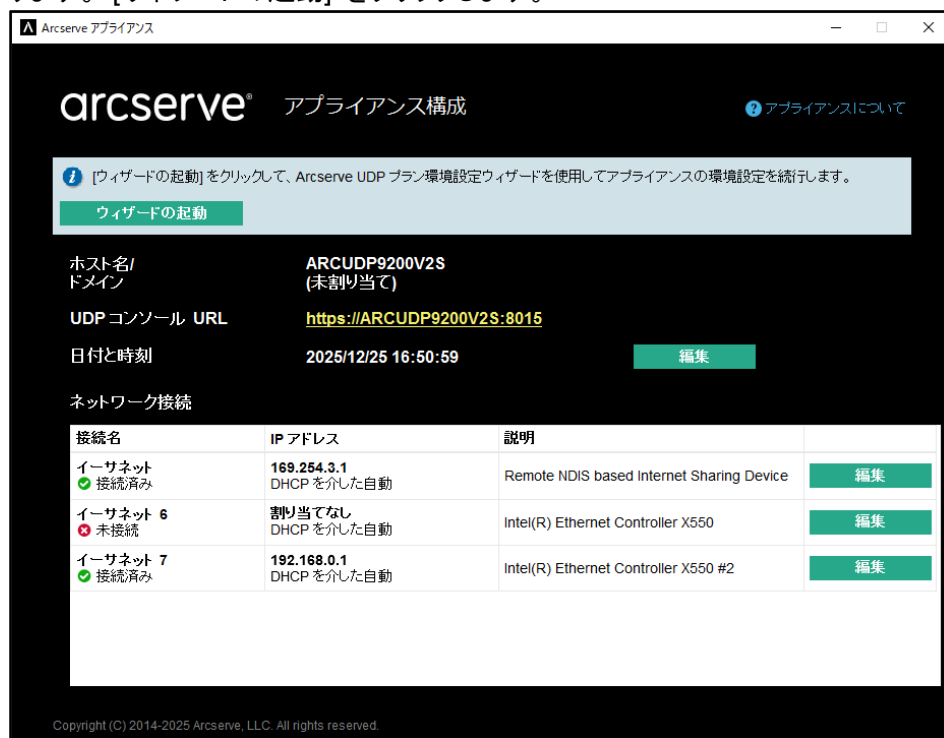 Arcserve アプライアンス
arcserve® アプライアンス構成
アプライアンスについて
[ウィザードの起動] をクリックして、Arcserve UDP プラン環境設定ウィザードを使用してアプライアンスの環境設定を続行します。
ウィザードの起動
ホスト名/
ドメイン
ARCUDP9200V2S
(未割り当て)
UDP コンソール URL
https://ARCUDP9200V2S:8015
日付と時刻
2025/12/25 16:50:59
編集
ネットワーク接続
接続名 IP アドレス 説明
イーサネット
接続済み
169.254.3.1
DHCP を介した自動
Remote NDIS based Internet Sharing Device
編集
イーサネット 6
未接続
割り当てなし
DHCP を介した自動
Intel(R) Ethernet Controller X550
編集
イーサネット 7
接続済み
192.168.0.1
DHCP を介した自動
Intel(R) Ethernet Controller X550 #2
編集
Copyright (C) 2014-2025 Arcserve, LLC. All rights reserved.